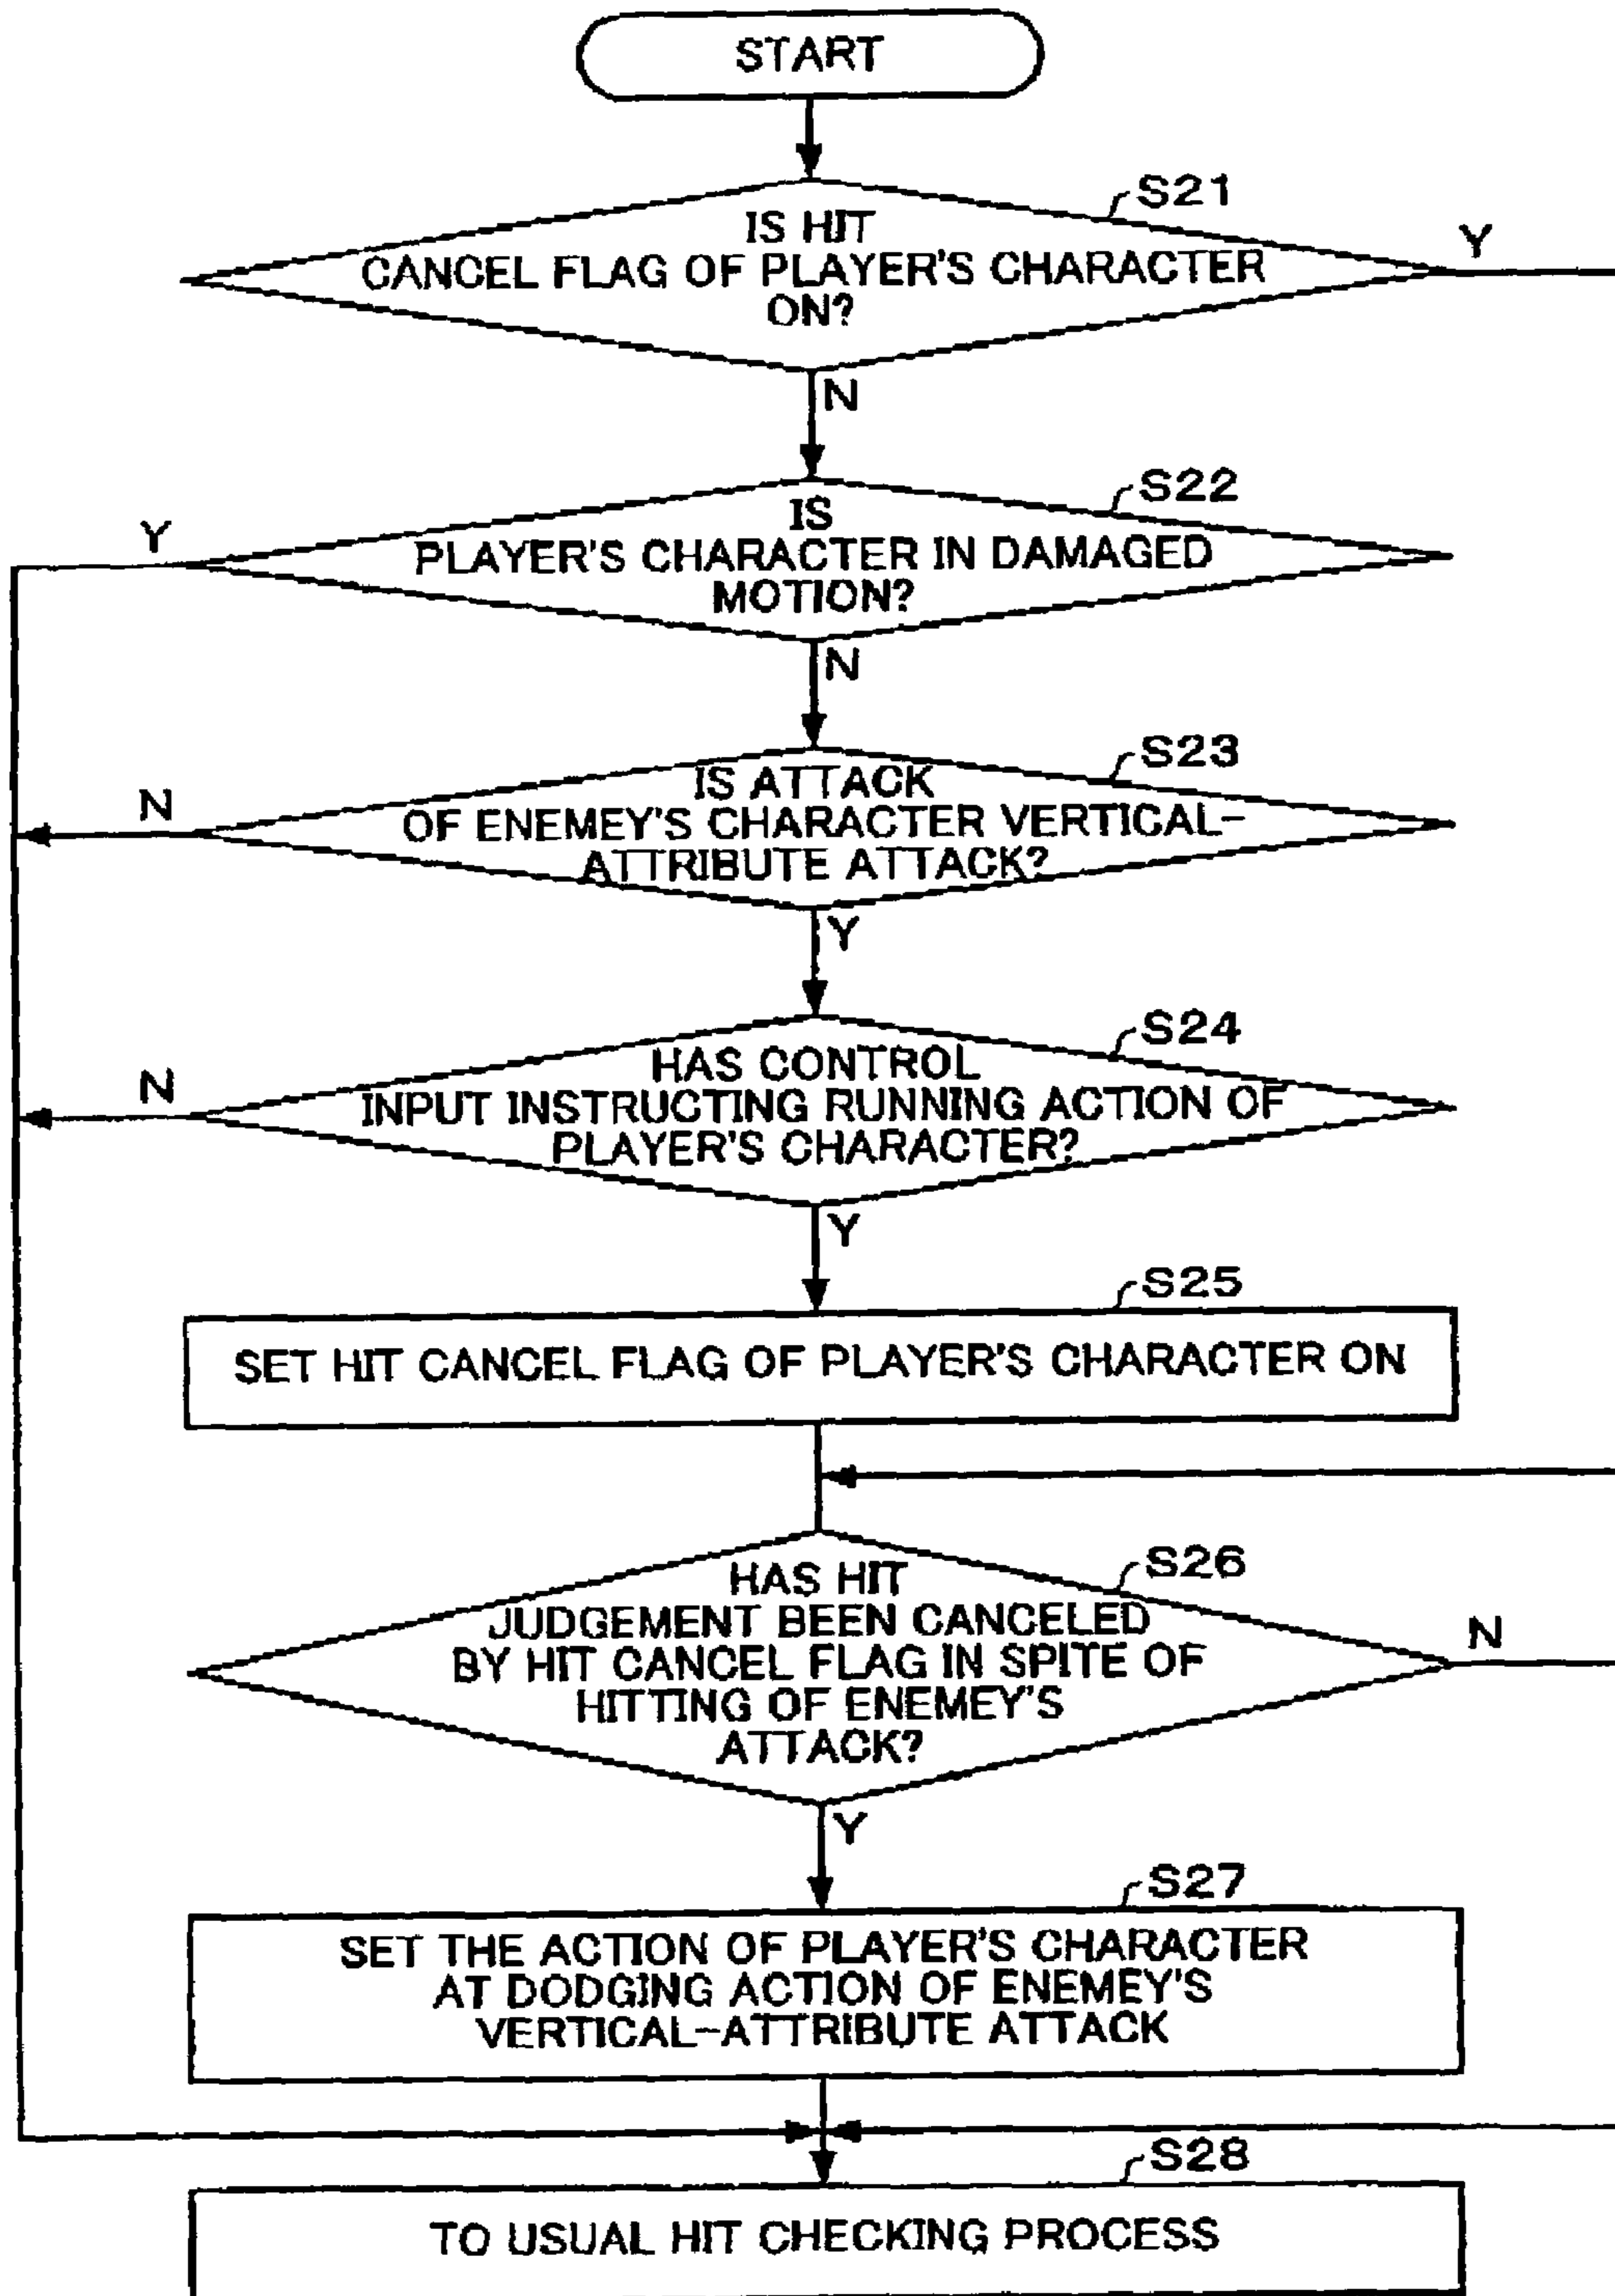 START
S21
IS HIT
CANCEL FLAG OF PLAYER'S CHARACTER
ON?
Y
N
S22
IS
PLAYER'S CHARACTER IN DAMAGED
MOTION?
Y
N
S23
IS ATTACK
OF ENEMEY'S CHARACTER VERTICAL-
ATTRIBUTE ATTACK?
N
Y
S24
HAS CONTROL
INPUT INSTRUCTING RUNNING ACTION OF
PLAYER'S CHARACTER?
N
Y
S25
SET HIT CANCEL FLAG OF PLAYER'S CHARACTER ON
S26
HAS HIT
JUDGEMENT BEEN CANCELED
BY HIT CANCEL FLAG IN SPITE OF
HITTING OF ENEMEY'S
ATTACK?
N
Y
S27
SET THE ACTION OF PLAYER'S CHARACTER
AT DODGING ACTION OF ENEMEY'S
VERTICAL-ATTRIBUTE ATTACK
S28
TO USUAL HIT CHECKING PROCESS